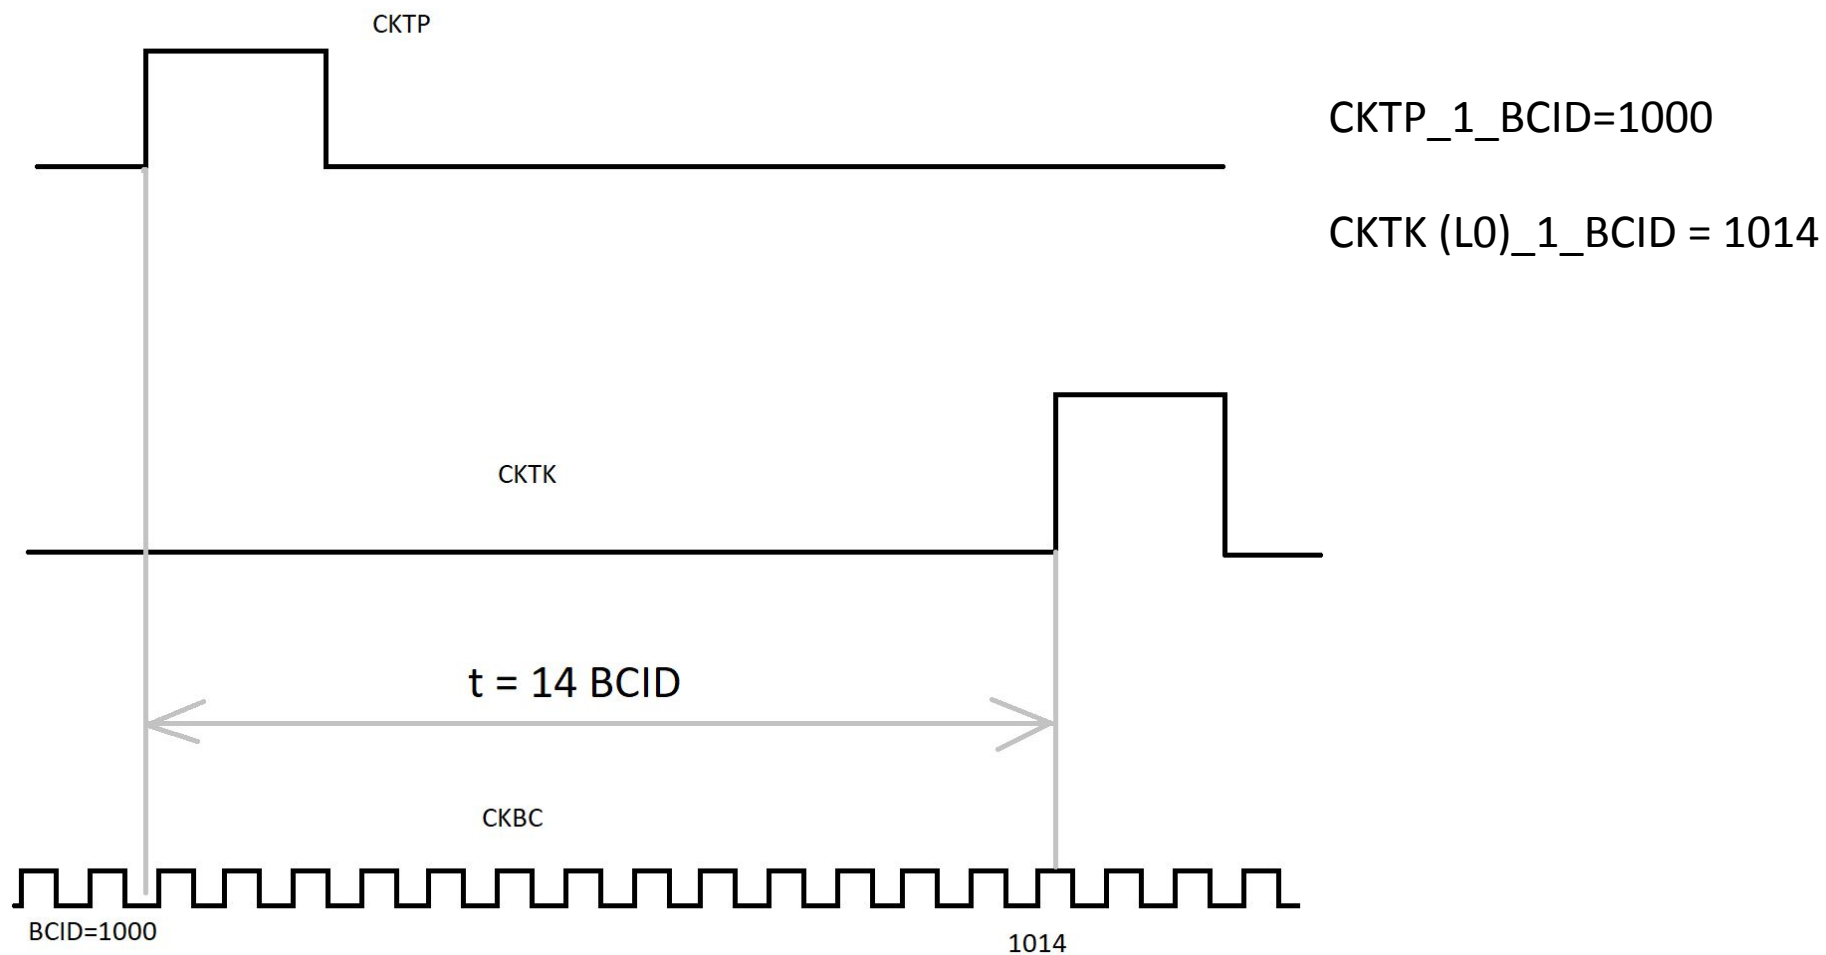 CKTP
CKTP_1_BCID=1000
CKTK (L0)_1_BCID = 1014
CKTK
t = 14 BCID
CKBC
BCID=1000
1014